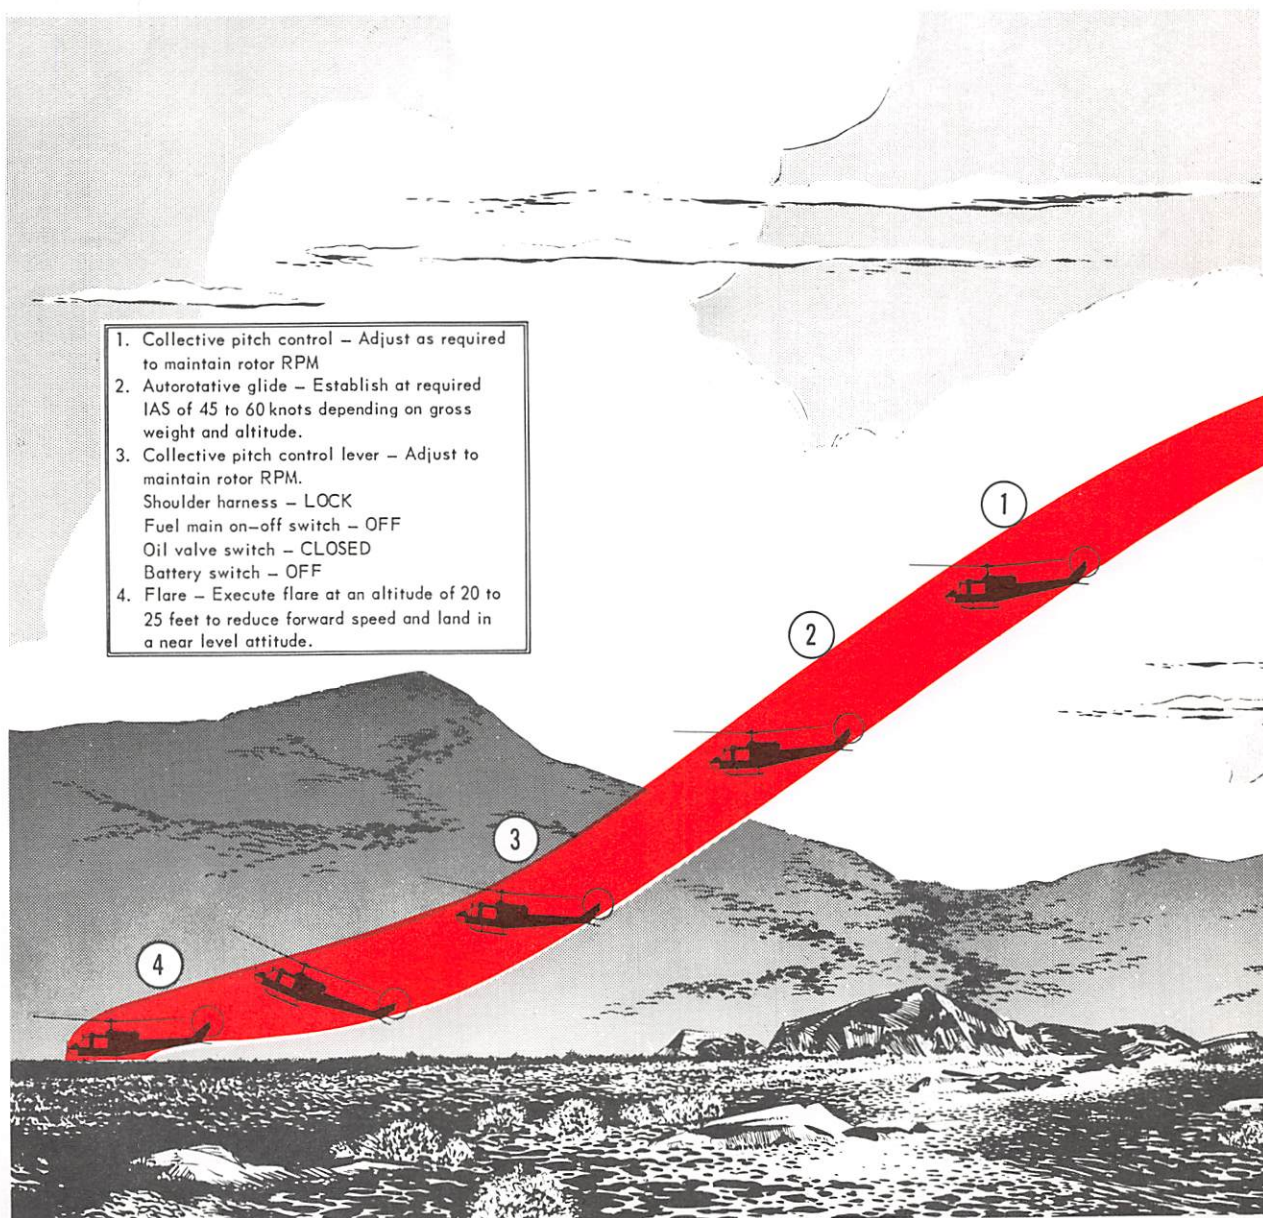 1. Collective pitch control – Adjust as required
to maintain rotor RPM
2. Autorotative glide – Establish at required
IAS of 45 to 60 knots depending on gross
weight and altitude.
3. Collective pitch control lever – Adjust to
maintain rotor RPM.
Shoulder harness – LOCK
Fuel main on-off switch – OFF
Oil valve switch – CLOSED
Battery switch – OFF
4. Flare – Execute flare at an altitude of 20 to
25 feet to reduce forward speed and land in
a near level attitude.
1
2
3
4